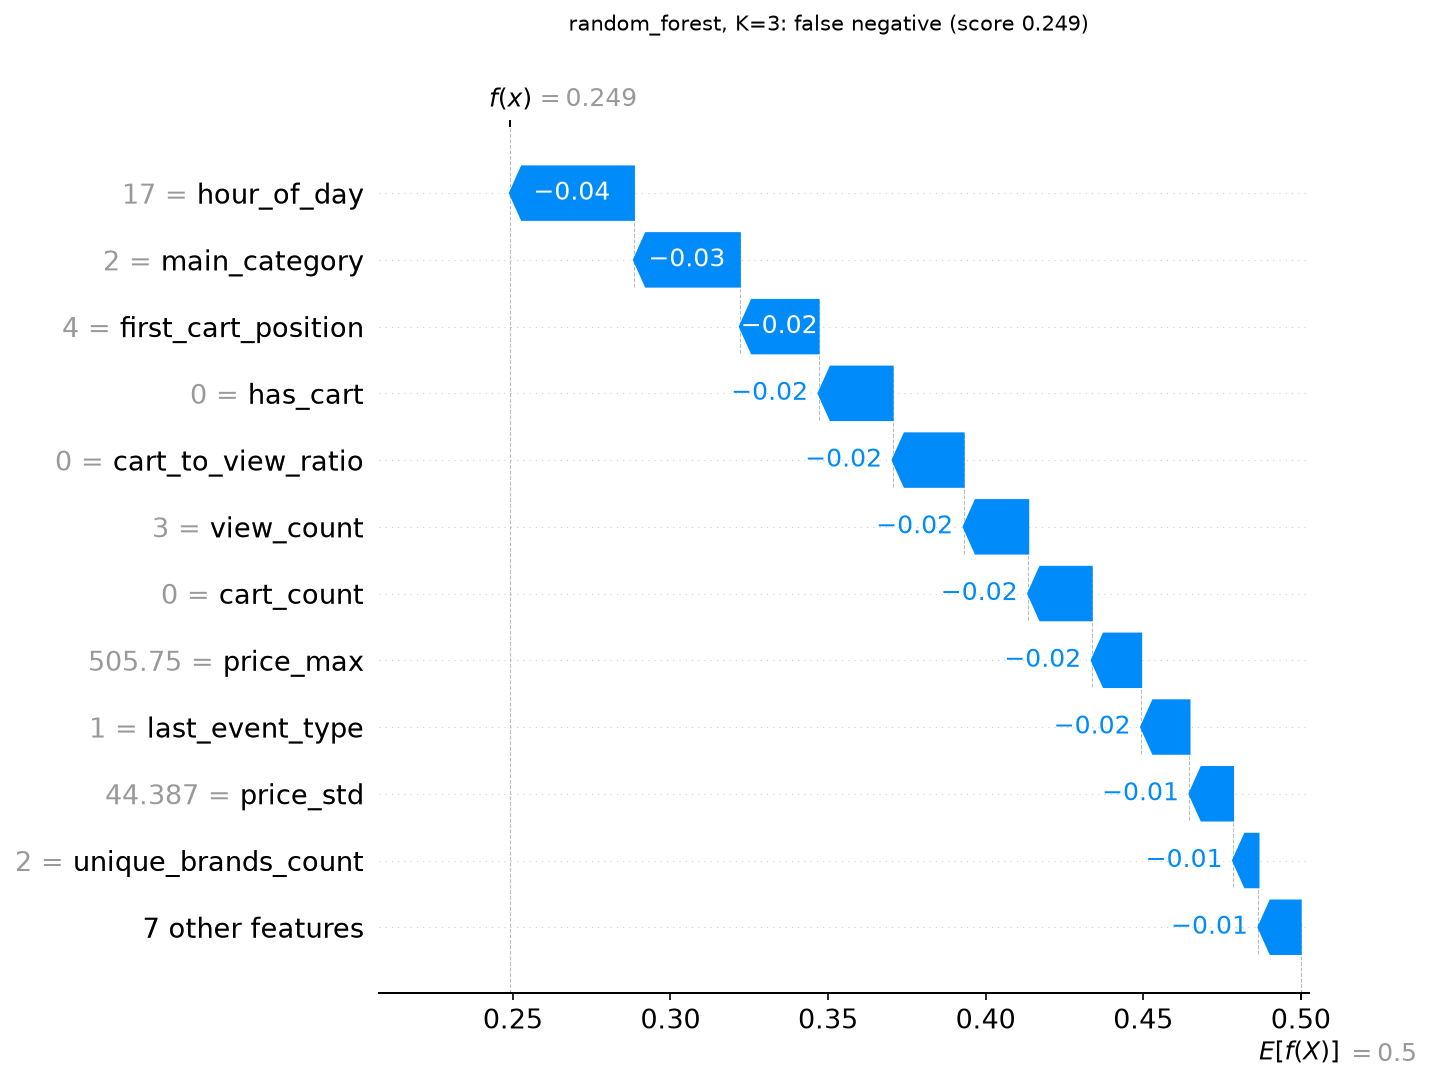 random_forest, K=3: false negative (score 0.249)
f(x) = 0.249
17 = hour_of_day
−0.04
2 = main_category
−0.03
4 = first_cart_position
−0.02
0 = has_cart
−0.02
0 = cart_to_view_ratio
−0.02
3 = view_count
−0.02
0 = cart_count
−0.02
505.75 = price_max
−0.02
1 = last_event_type
−0.02
44.387 = price_std
−0.01
2 = unique_brands_count
−0.01
7 other features
−0.01
0.25 0.30 0.35 0.40 0.45 0.50
E[f(X)] = 0.5